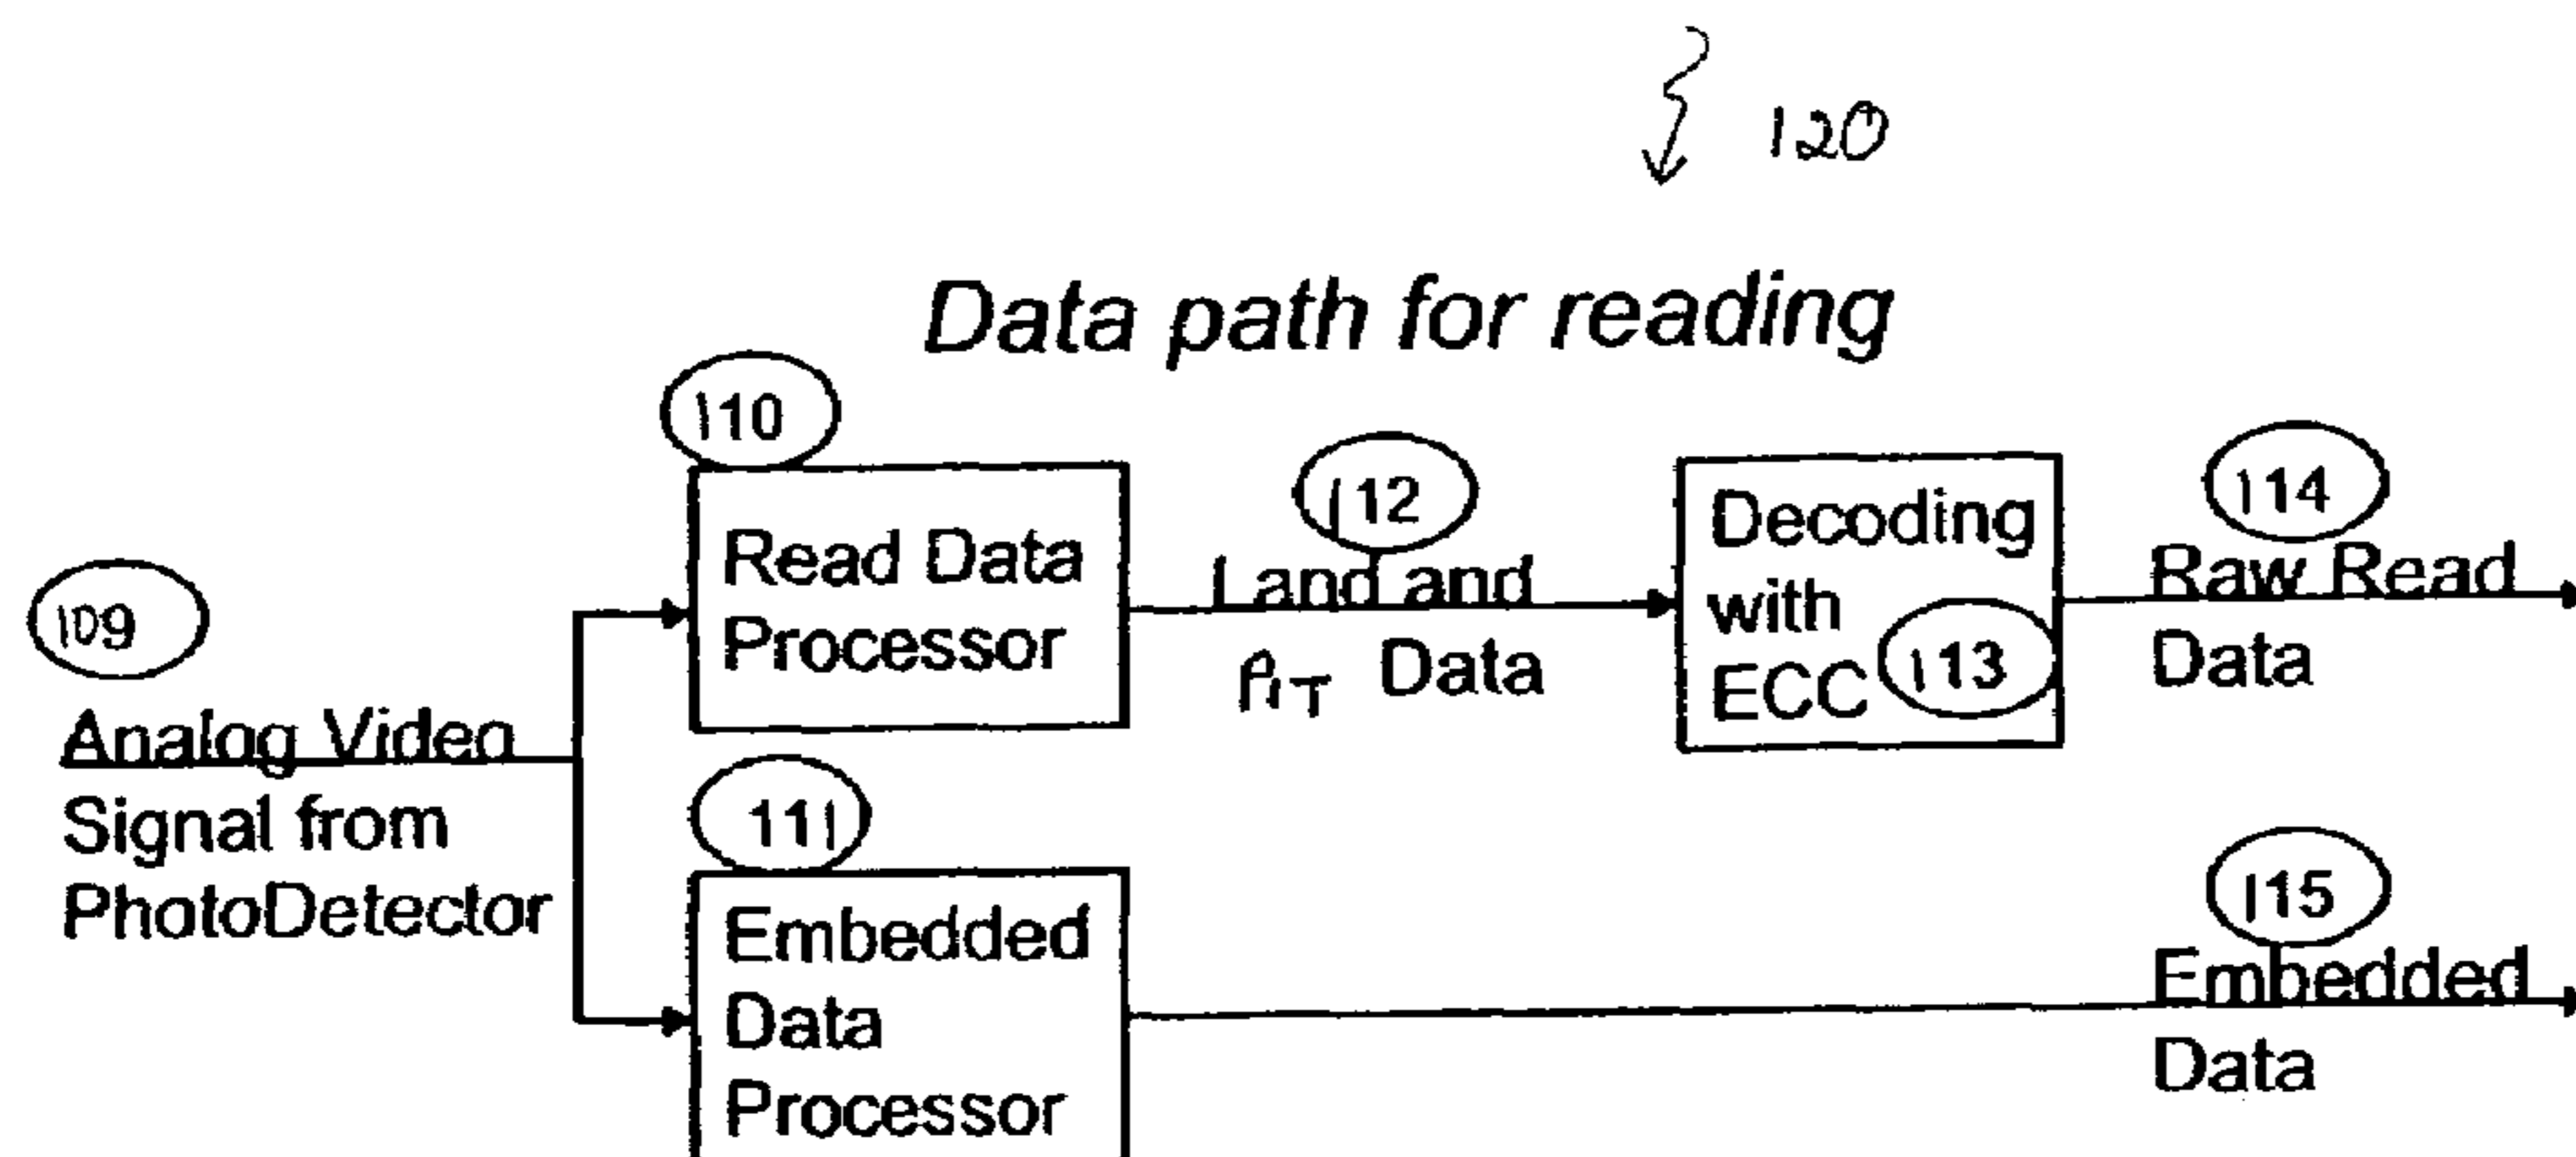 120
Data path for reading
110
Read Data
Processor
112
Land and
PIT Data
Decoding
with
ECC
113
114
Raw Read
Data
109
Analog Video
Signal from
PhotoDetector
111
Embedded
Data
Processor
115
Embedded
Data